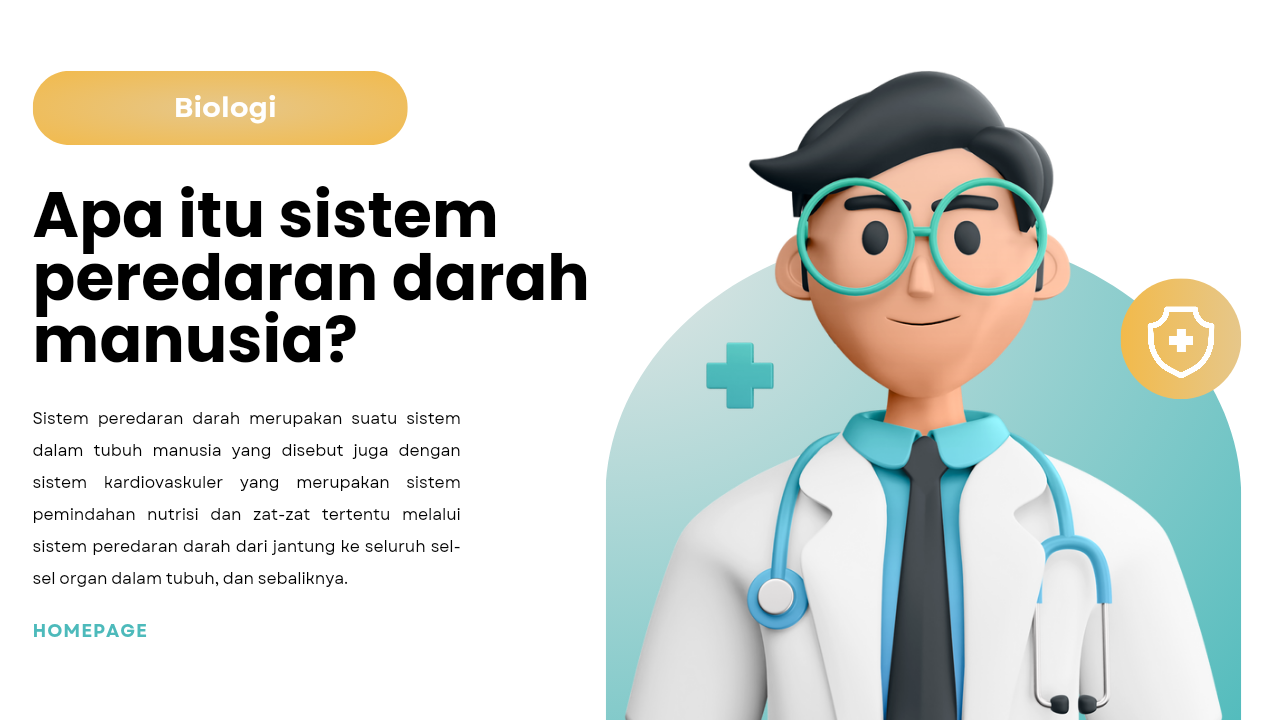 Biologi
Apa itu sistem
peredaran darah
manusia?
Sistem peredaran darah merupakan suatu sistem
dalam tubuh manusia yang disebut juga dengan
sistem kardiovaskuler yang merupakan sistem
pemindahan nutrisi dan zat-zat tertentu melalui
sistem peredaran darah dari jantung ke seluruh sel-
sel organ dalam tubuh, dan sebaliknya.
HOMEPAGE